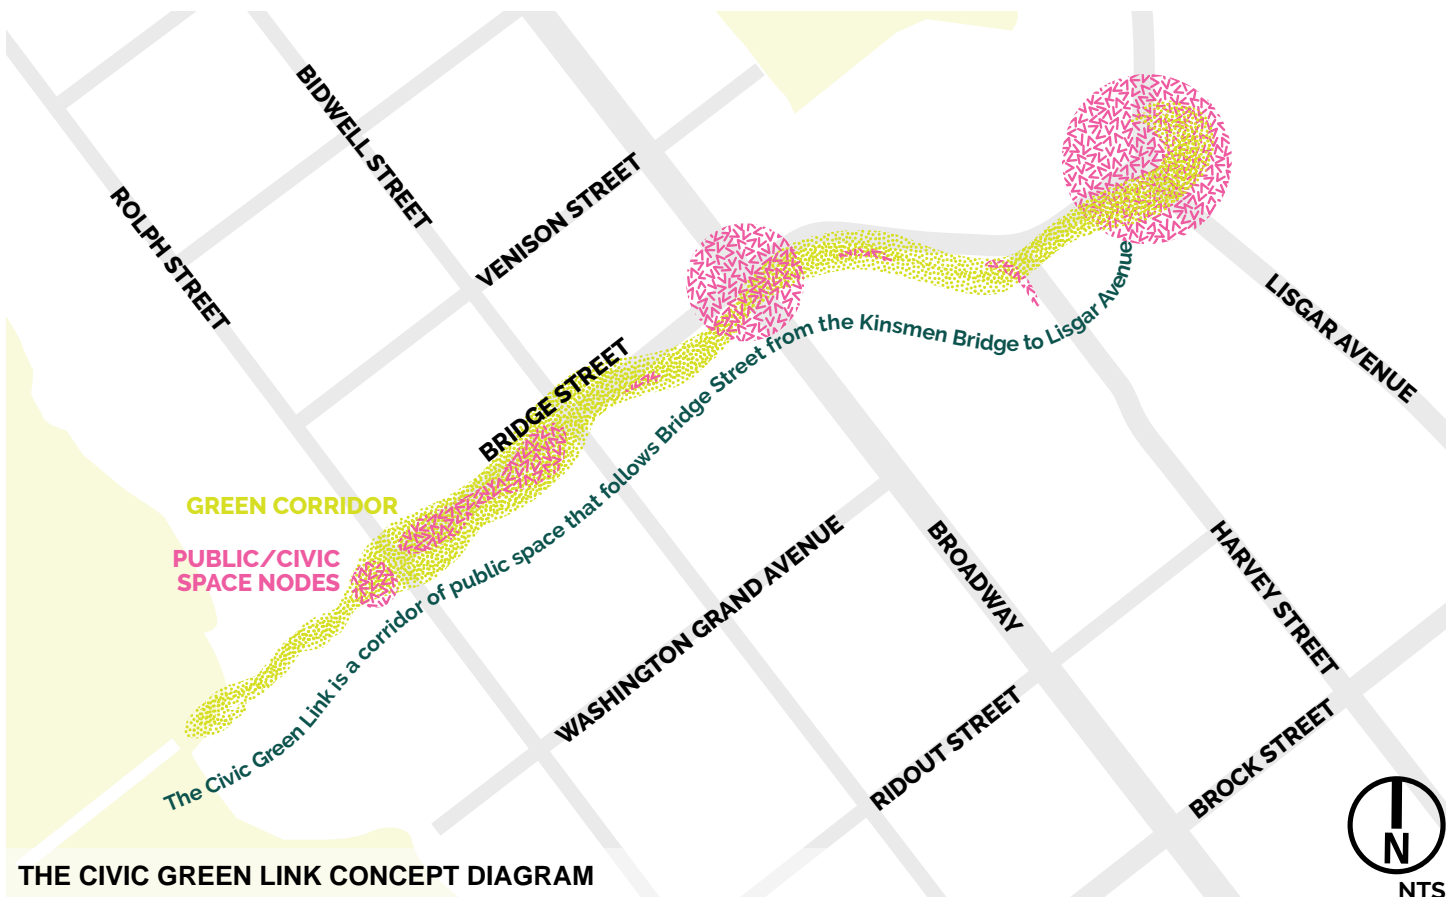 BIDWELL STREET
ROLPH STREET
VENISON STREET
LISGAR AVENUE
BRIDGE STREET
GREEN CORRIDOR
PUBLIC/CIVIC
SPACE NODES
The Civic Green Link is a corridor of public space that follows Bridge Street from the Kinsmen Bridge to Lisgar Avenue
WASHINGTON GRAND AVENUE
BROADWAY
HARVEY STREET
RIDOUT STREET
BROCK STREET
N
NTS
THE CIVIC GREEN LINK CONCEPT DIAGRAM